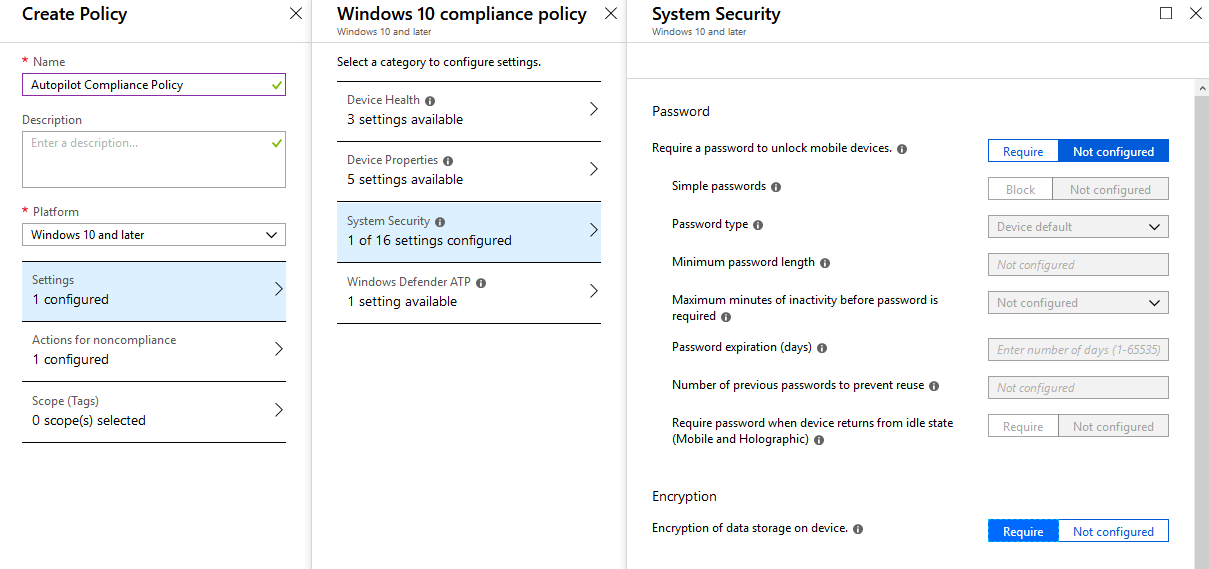 Create Policy
* Name
Autopilot Compliance Policy
Description
Enter a description...
* Platform
Windows 10 and later
Settings
1 configured
Actions for noncompliance
1 configured
Scope (Tags)
0 scope(s) selected
Windows 10 compliance policy
Windows 10 and later
Select a category to configure settings.
Device Health
3 settings available
Device Properties
5 settings available
System Security
1 of 16 settings configured
Windows Defender ATP
1 setting available
System Security
Windows 10 and later
Password
Require a password to unlock mobile devices.
Require Not configured
Simple passwords
Block Not configured
Password type
Device default
Minimum password length
Not configured
Maximum minutes of inactivity before password is
required
Not configured
Password expiration (days)
Enter number of days (1-65535)
Number of previous passwords to prevent reuse
Not configured
Require password when device returns from idle state
(Mobile and Holographic)
Require Not configured
Encryption
Encryption of data storage on device.
Require Not configured